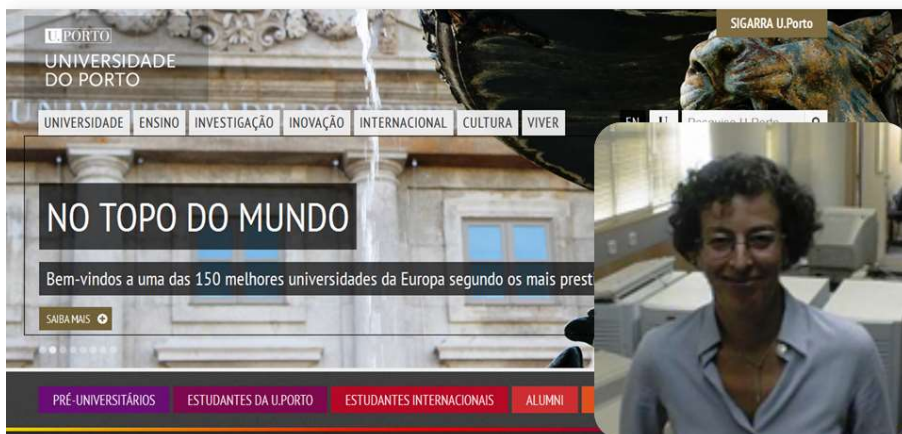 SIGARRA U.Porto
U.PORTO
UNIVERSIDADE
DO PORTO
UNIVERSIDADE ENSINO INVESTIGAÇÃO INOVAÇÃO INTERNACIONAL CULTURA VIVER EN U Pesquisa U.Porto
NO TOPO DO MUNDO
Bem-vindos a uma das 150 melhores universidades da Europa segundo os mais prest
SAIBA MAIS
PRÉ-UNIVERSITÁRIOS ESTUDANTES DA U.PORTO ESTUDANTES INTERNACIONAIS ALUMNI